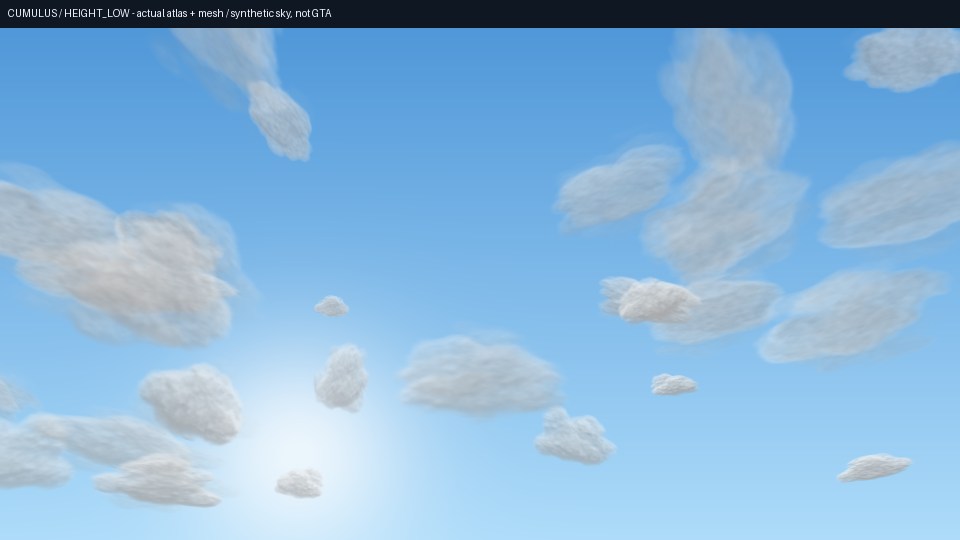 CUMULUS / HEIGHT_LOW - actual atlas + mesh / synthetic sky, not GTA